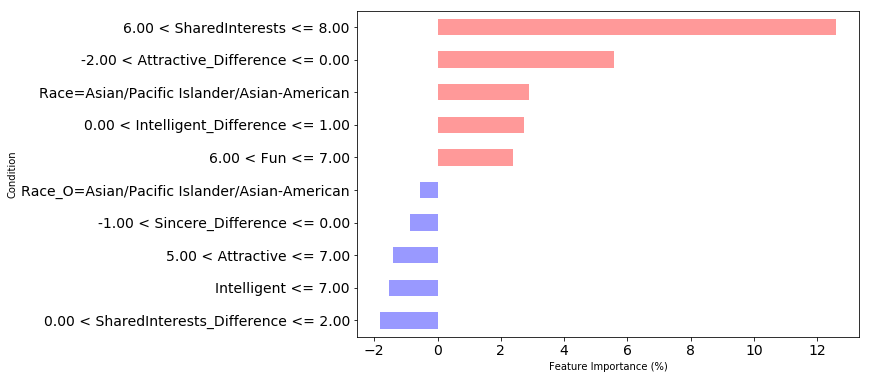 6.00 < SharedInterests <= 8.00
-2.00 < Attractive_Difference <= 0.00
Race=Asian/Pacific Islander/Asian-American
0.00 < Intelligent_Difference <= 1.00
6.00 < Fun <= 7.00
Race_O=Asian/Pacific Islander/Asian-American
-1.00 < Sincere_Difference <= 0.00
5.00 < Attractive <= 7.00
Intelligent <= 7.00
0.00 < SharedInterests_Difference <= 2.00
Condition
−2 0 2 4 6 8 10 12
Feature Importance (%)